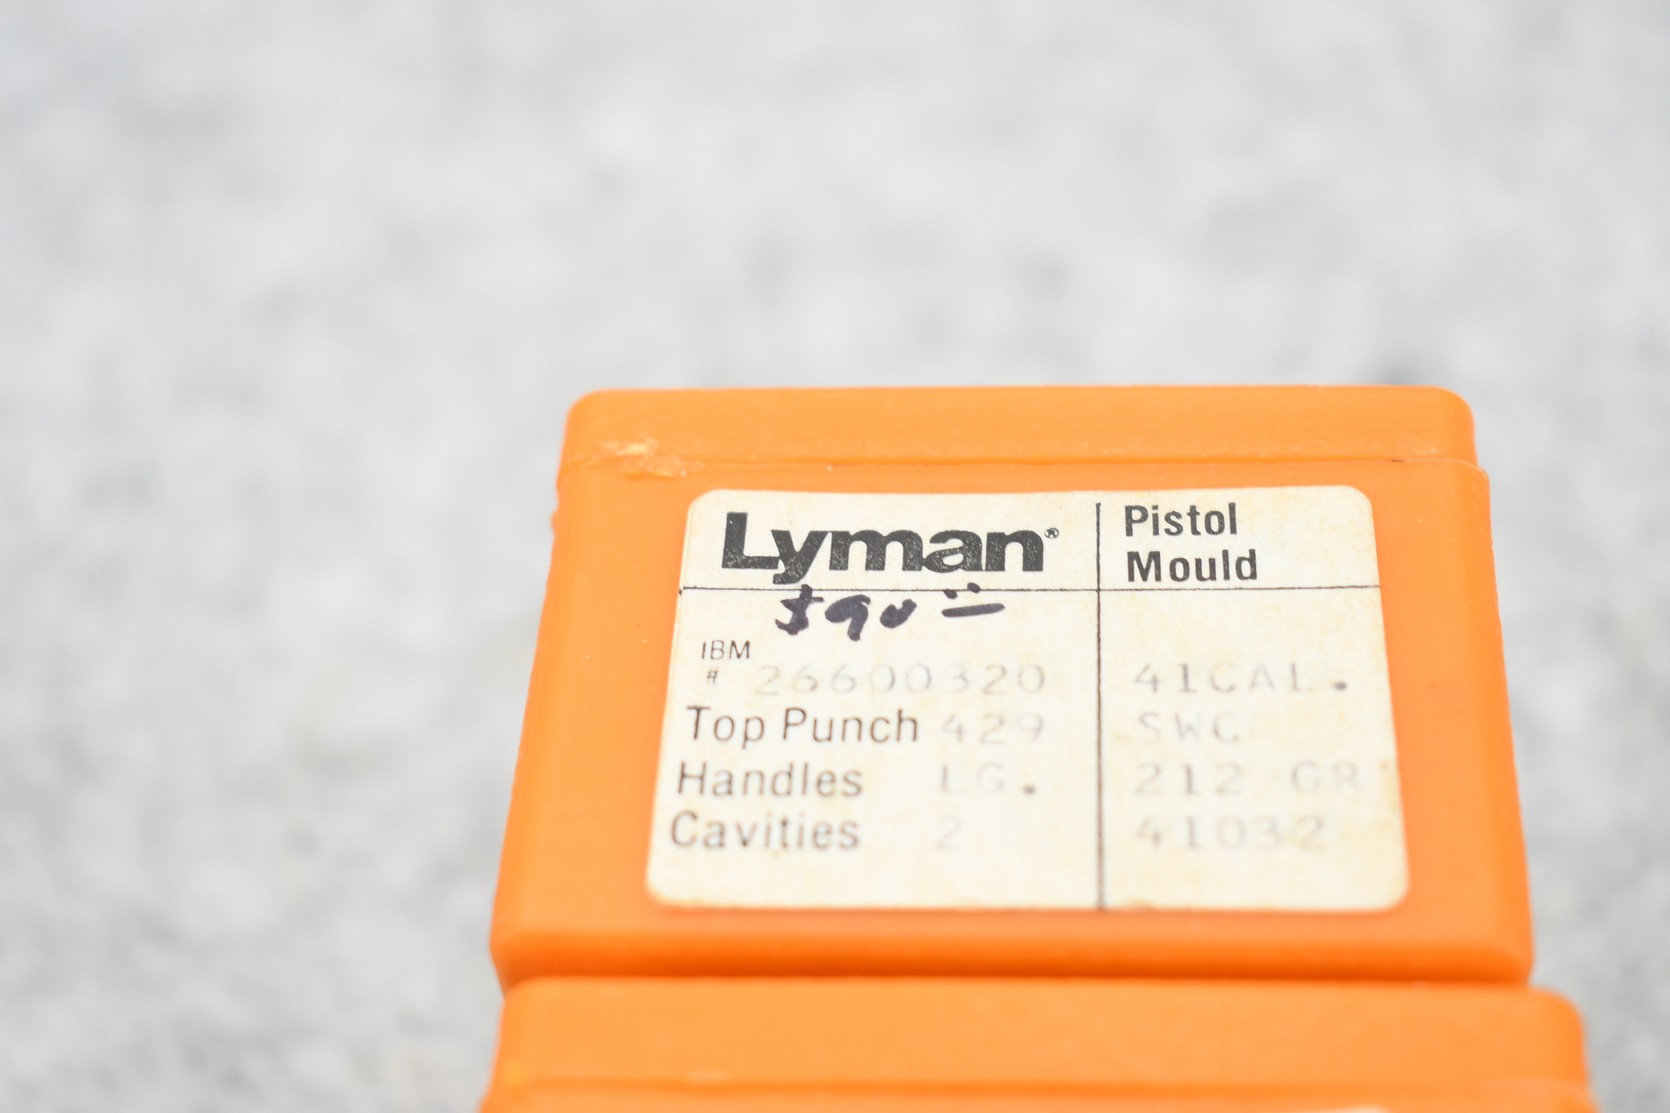 Lyman®
Pistol
Mould
$90
IBM
# 26600320
Top Punch 429
Handles LG.
Cavities 2
41CAL.
SWC
212 GR
41032